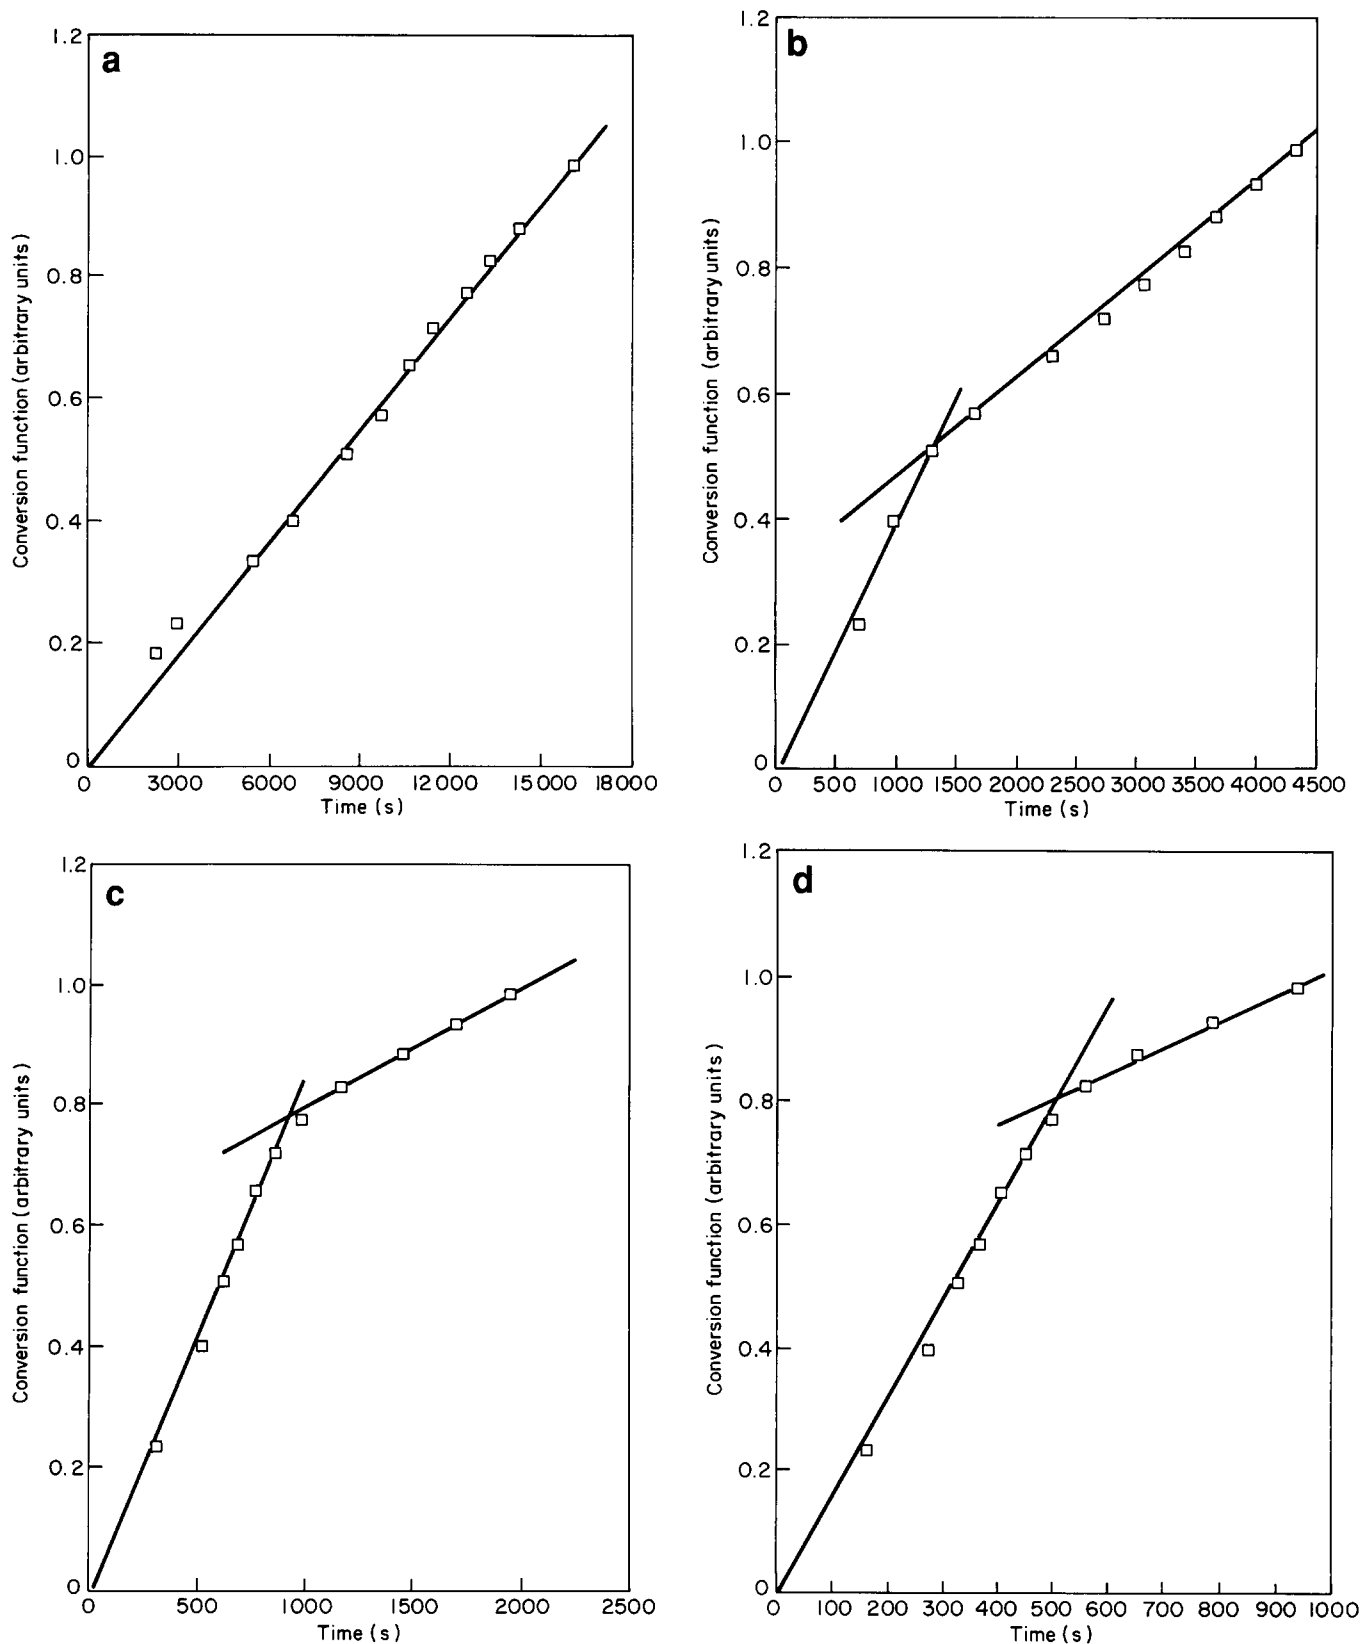 a
1.2
1.0
0.8
0.6
0.4
0.2
0
Conversion function (arbitrary units)
0 3000 6000 9000 12000 15000 18000
Time (s)
b
1.2
1.0
0.8
0.6
0.4
0.2
0
Conversion function (arbitrary units)
0 500 1000 1500 2000 2500 3000 3500 4000 4500
Time (s)
c
1.2
1.0
0.8
0.6
0.4
0.2
0
Conversion function (arbitrary units)
0 500 1000 1500 2000 2500
Time (s)
d
1.2
1.0
0.8
0.6
0.4
0.2
0
Conversion function (arbitrary units)
0 100 200 300 400 500 600 700 800 900 1000
Time (s)